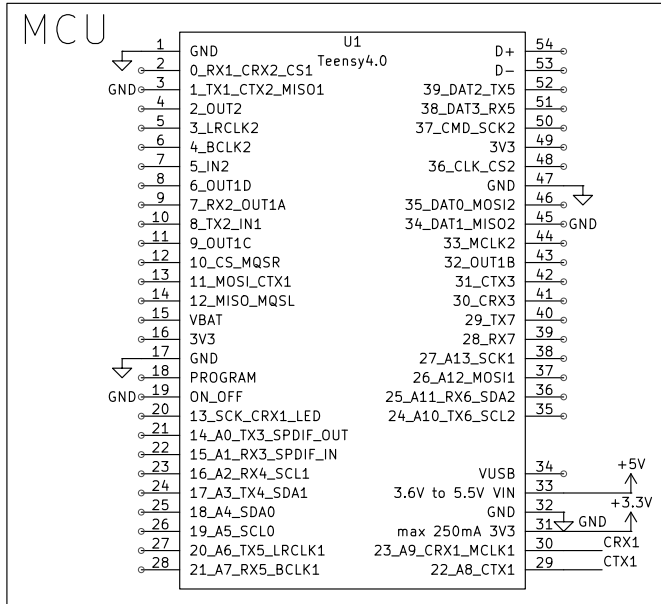 MCU
U1
Teensy4.0
1 GND
2 0_RX1_CRX2_CS1
GND 3 1_TX1_CTX2_MISO1
4 2_OUT2
5 3_LRCLK2
6 4_BCLK2
7 5_IN2
8 6_OUT1D
9 7_RX2_OUT1A
10 8_TX2_IN1
11 9_OUT1C
12 10_CS_MQSR
13 11_MOSI_CTX1
14 12_MISO_MQSL
15 VBAT
16 3V3
17 GND
18 PROGRAM
GND 19 ON_OFF
20 13_SCK_CRX1_LED
21 14_A0_TX3_SPDIF_OUT
22 15_A1_RX3_SPDIF_IN
23 16_A2_RX4_SCL1
24 17_A3_TX4_SDA1
25 18_A4_SDA0
26 19_A5_SCL0
27 20_A6_TX5_LRCLK1
28 21_A7_RX5_BCLK1
D+ 54
D- 53
39_DAT2_TX5 52
38_DAT3_RX5 51
37_CMD_SCK2 50
3V3 49
36_CLK_CS2 48
GND 47
35_DAT0_MOSI2 46
34_DAT1_MISO2 45 GND
33_MCLK2 44
32_OUT1B 43
31_CTX3 42
30_CRX3 41
29_TX7 40
28_RX7 39
27_A13_SCK1 38
26_A12_MOSI1 37
25_A11_RX6_SDA2 36
24_A10_TX6_SCL2 35
VUSB 34
+5V
3.6V to 5.5V VIN 33
+3.3V
GND 32
GND
max 250mA 3V3 31
23_A9_CRX1_MCLK1 30 CRX1
22_A8_CTX1 29 CTX1